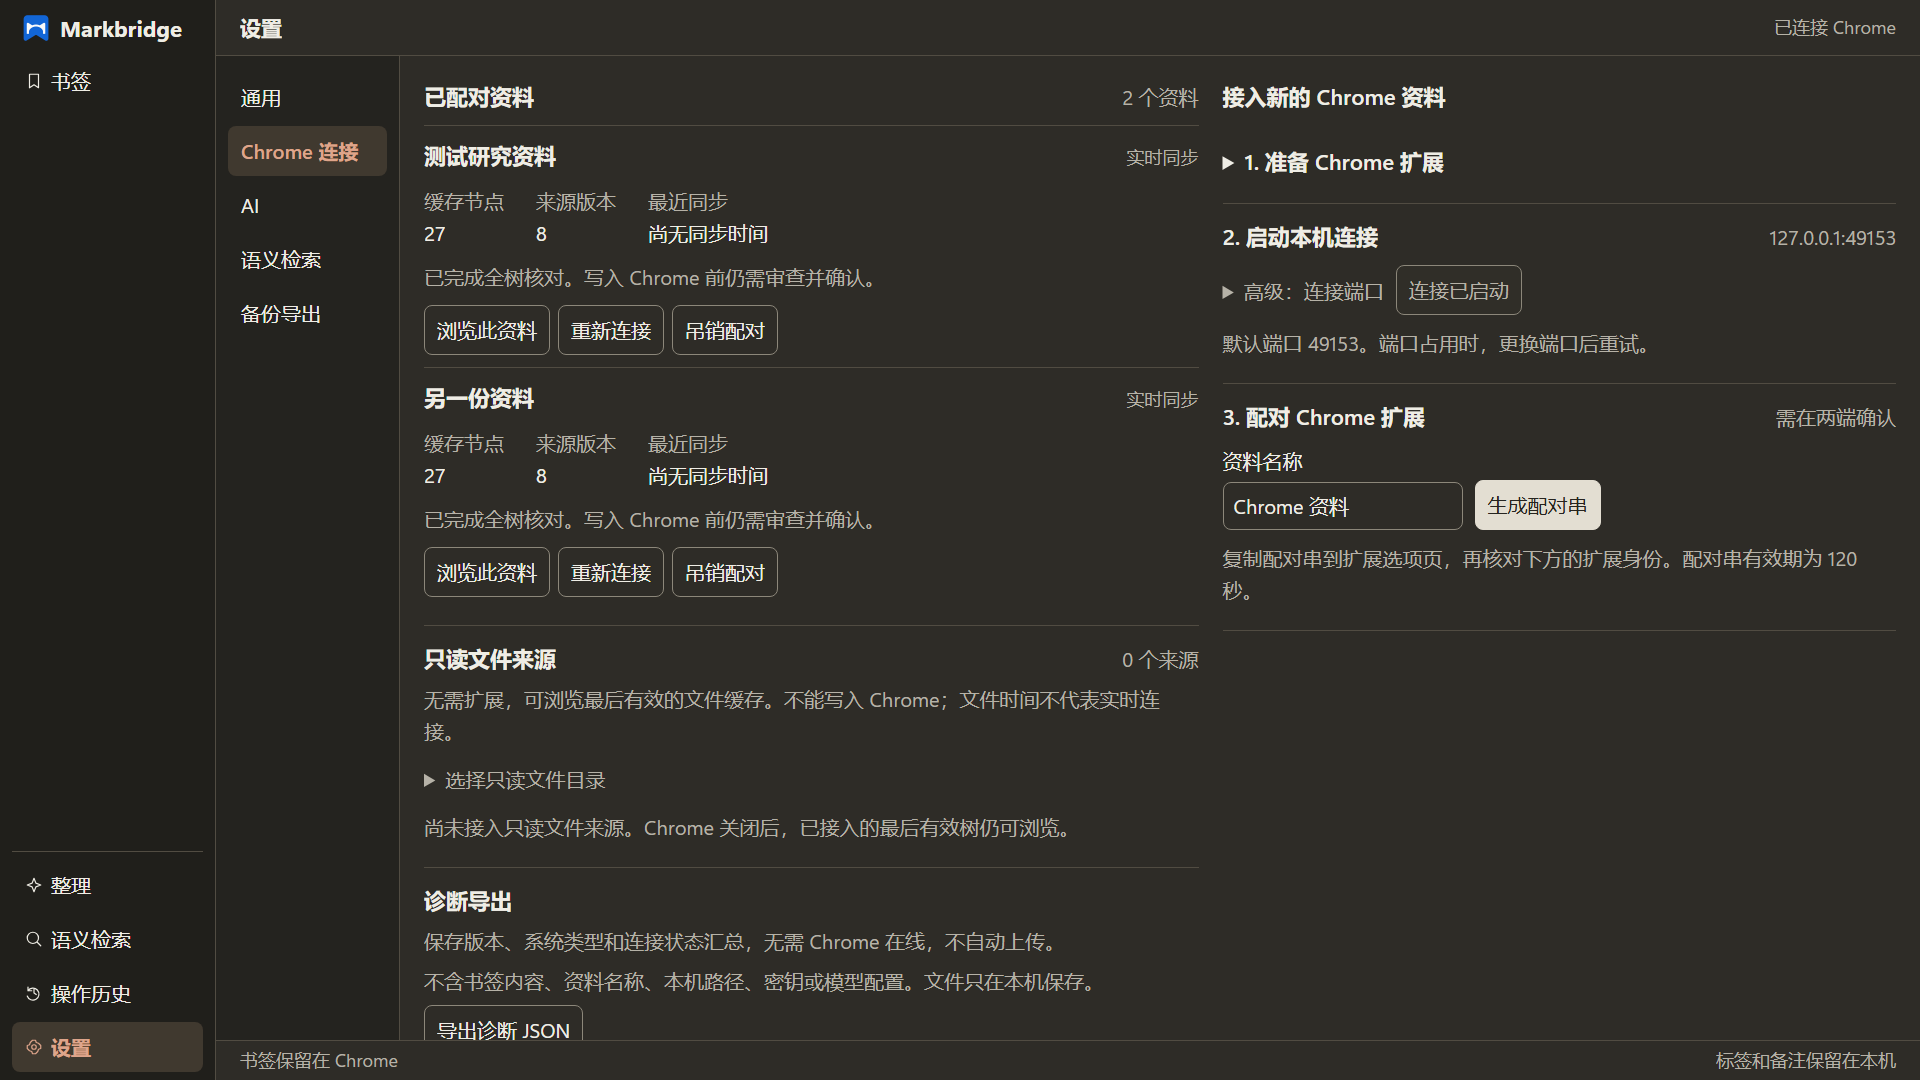 Markbridge
书签
整理
语义检索
操作历史
设置
设置
已连接 Chrome
通用
Chrome 连接
AI
语义检索
备份导出
已配对资料
2 个资料
测试研究资料
实时同步
缓存节点 来源版本 最近同步
27 8 尚无同步时间
已完成全树核对。写入 Chrome 前仍需审查并确认。
浏览此资料 重新连接 吊销配对
另一份资料
实时同步
缓存节点 来源版本 最近同步
27 8 尚无同步时间
已完成全树核对。写入 Chrome 前仍需审查并确认。
浏览此资料 重新连接 吊销配对
只读文件来源
0 个来源
无需扩展，可浏览最后有效的文件缓存。不能写入 Chrome；文件时间不代表实时连
接。
选择只读文件目录
尚未接入只读文件来源。Chrome 关闭后，已接入的最后有效树仍可浏览。
诊断导出
保存版本、系统类型和连接状态汇总，无需 Chrome 在线，不自动上传。
不含书签内容、资料名称、本机路径、密钥或模型配置。文件只在本机保存。
导出诊断 JSON
接入新的 Chrome 资料
1. 准备 Chrome 扩展
2. 启动本机连接
127.0.0.1:49153
高级：连接端口 连接已启动
默认端口 49153。端口占用时，更换端口后重试。
3. 配对 Chrome 扩展
需在两端确认
资料名称
Chrome 资料 生成配对串
复制配对串到扩展选项页，再核对下方的扩展身份。配对串有效期为 120
秒。
书签保留在 Chrome
标签和备注保留在本机